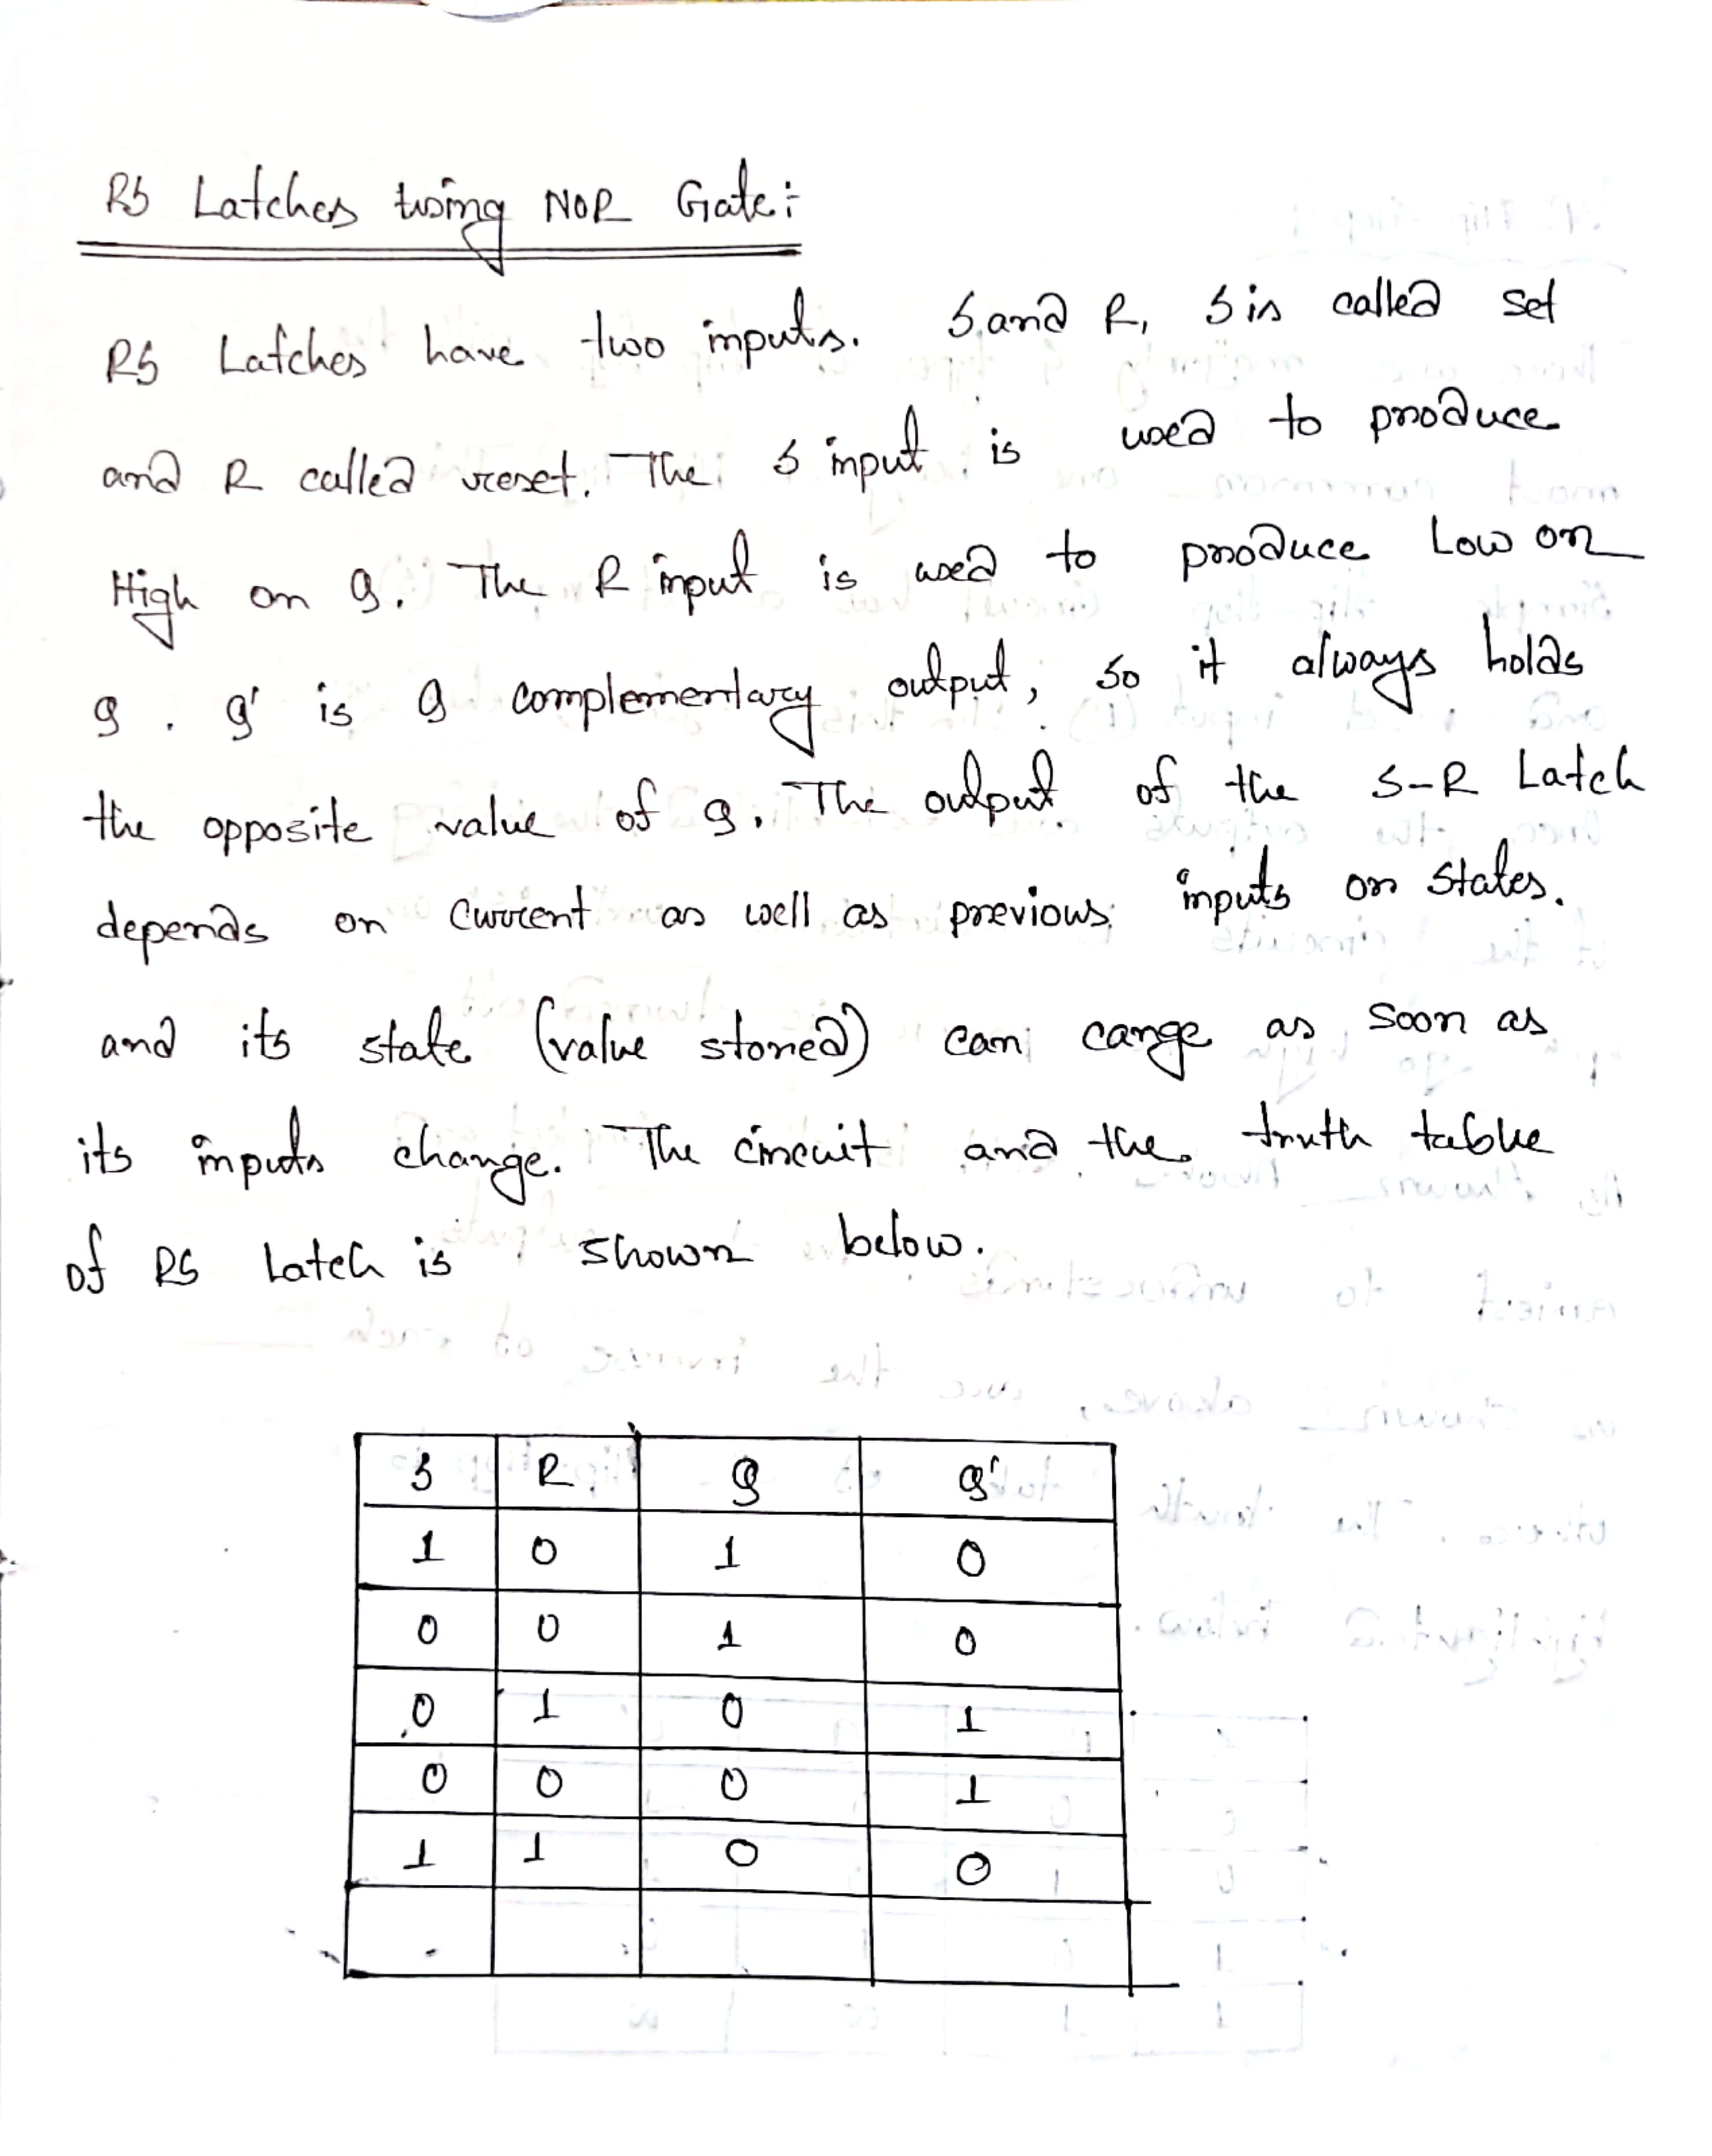 RS Latches using NOR Gate:
RS Latches have two inputs. S and R, S is called set
and R called reset. The S input is used to produce
High on Q. The R input is used to produce Low on
Q. Q' is Q complementary output, so it always holds
the opposite value of Q. The output of the S-R Latch
depends on current as well as previous inputs or states.
and its state (value stored) can cange as soon as
its inputs change. The circuit and the truth table
of RS Latch is shown below.
S R Q Q'
1 0 1 0
0 0 1 0
0 1 0 1
0 0 0 1
1 1 0 0